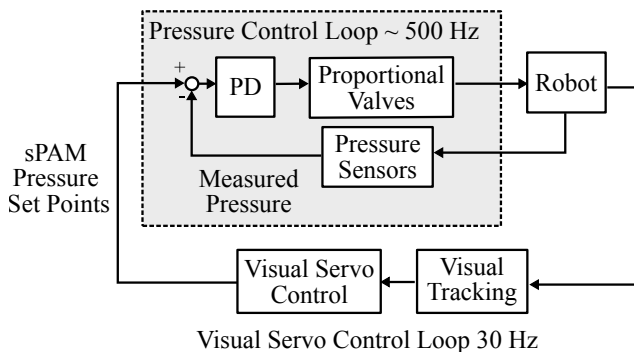 Pressure Control Loop ~ 500 Hz
+
-
PD
Proportional
Valves
Robot
Pressure
Sensors
Measured
Pressure
sPAM
Pressure
Set Points
Visual Servo
Control
Visual
Tracking
Visual Servo Control Loop 30 Hz